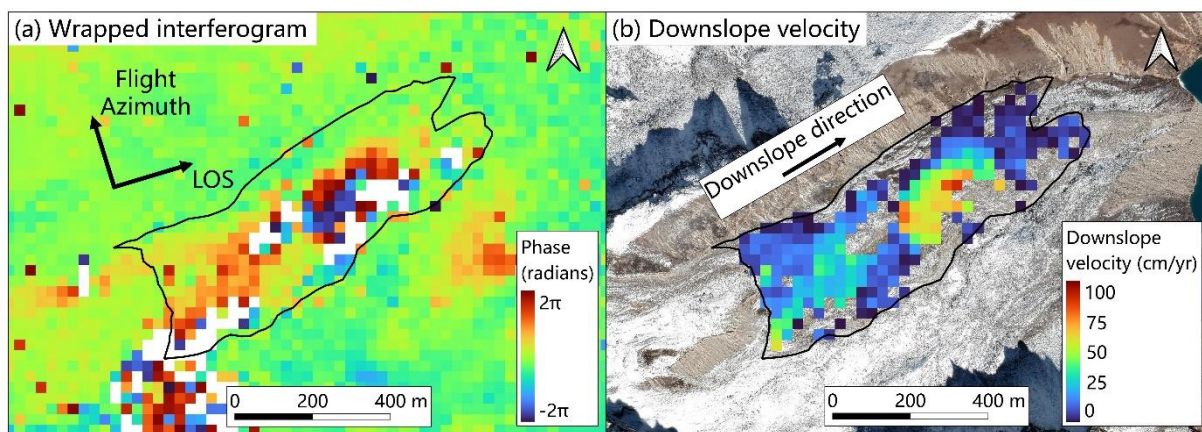 (a) Wrapped interferogram
Flight
Azimuth
LOS
Phase
(radians)
2π
-2π
0
200
400 m
(b) Downslope velocity
Downslope direction
Downslope
velocity (cm/yr)
100
75
50
25
0
0
200
400 m